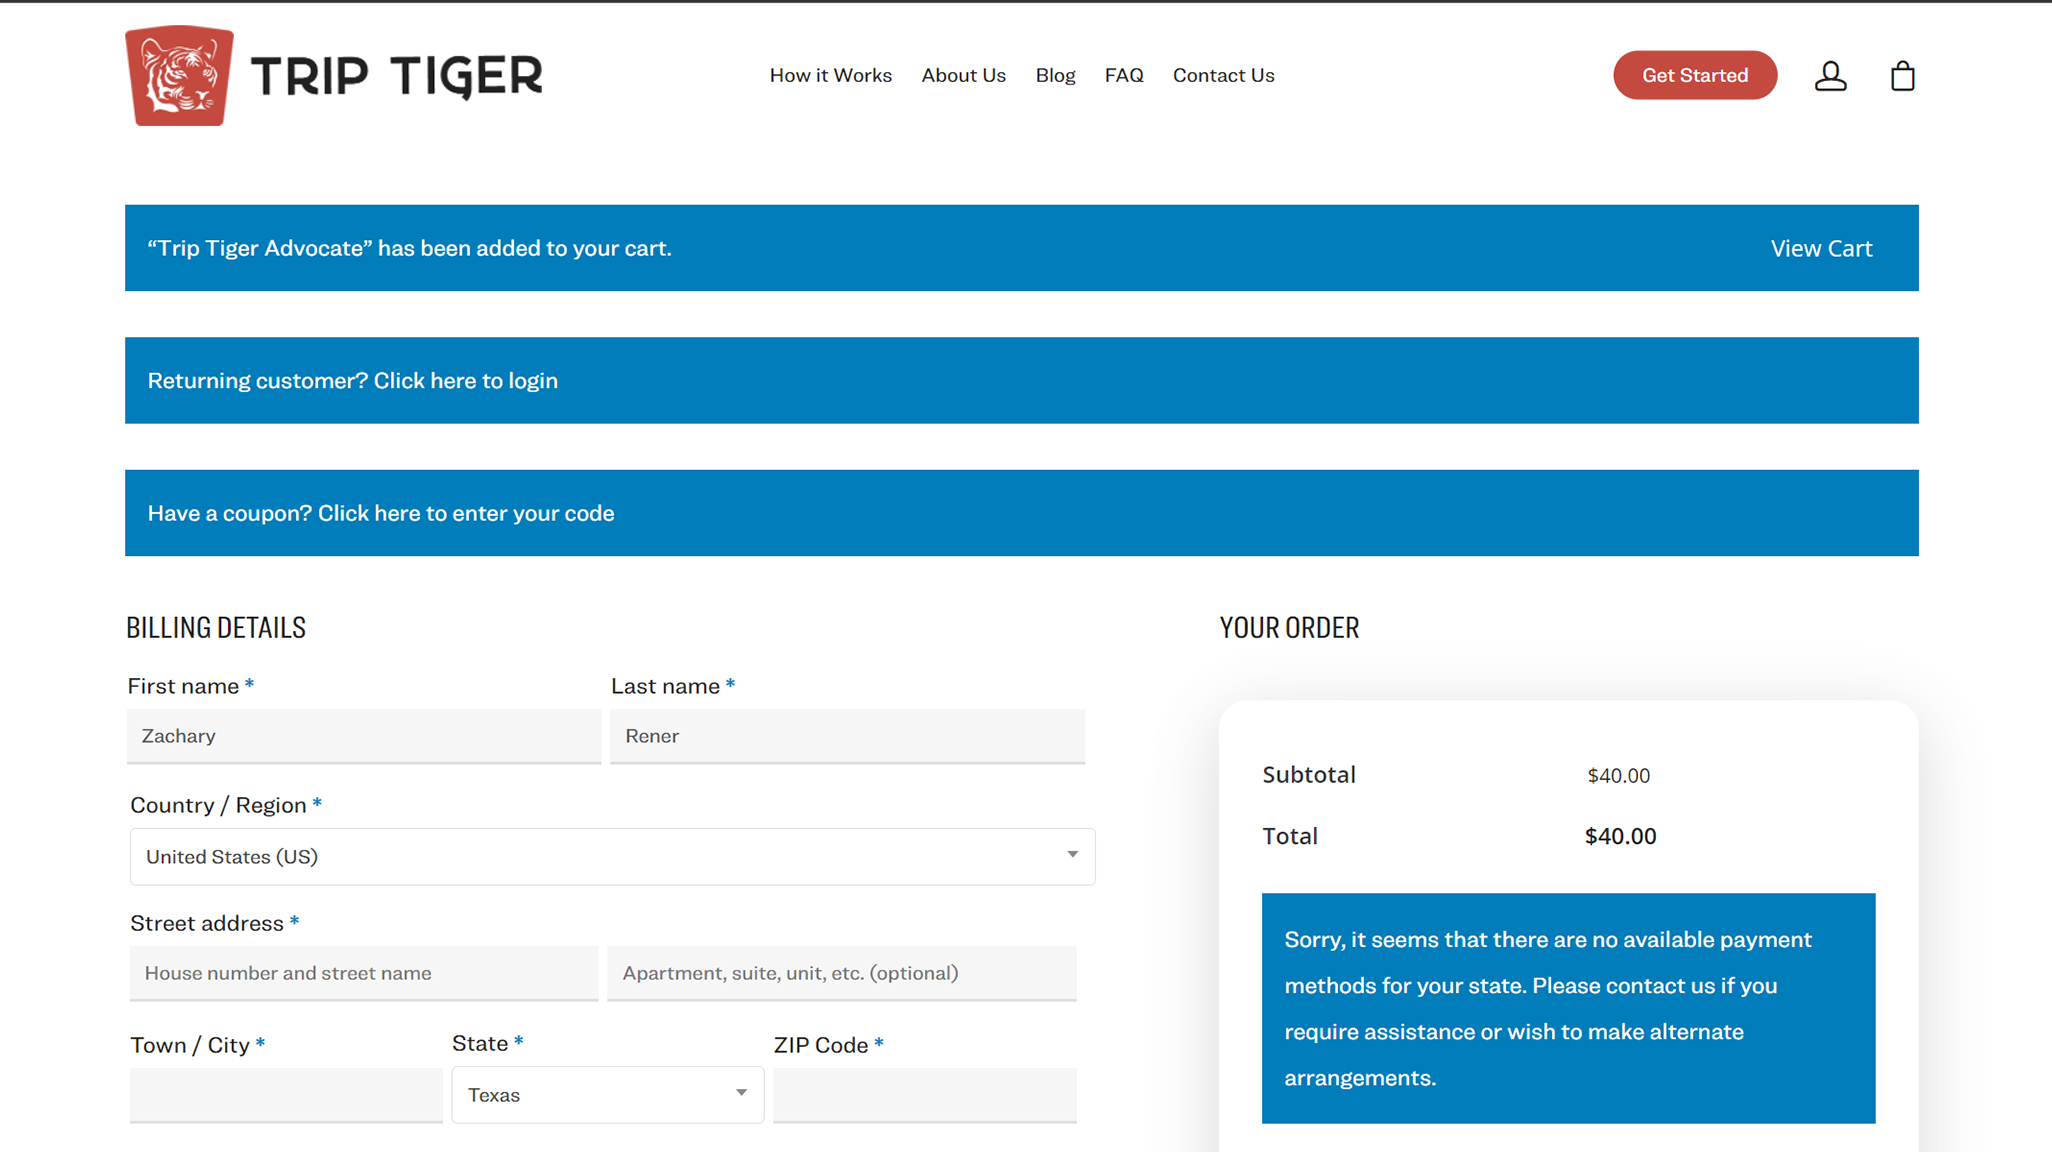 TRIP TIGER
How it Works About Us Blog FAQ Contact Us
Get Started
“Trip Tiger Advocate” has been added to your cart.
View Cart
Returning customer? Click here to login
Have a coupon? Click here to enter your code
BILLING DETAILS
First name * Last name *
Zachary Rener
Country / Region *
United States (US)
Street address *
House number and street name Apartment, suite, unit, etc. (optional)
Town / City * State * ZIP Code *
Texas
YOUR ORDER
Subtotal $40.00
Total $40.00
Sorry, it seems that there are no available payment
methods for your state. Please contact us if you
require assistance or wish to make alternate
arrangements.